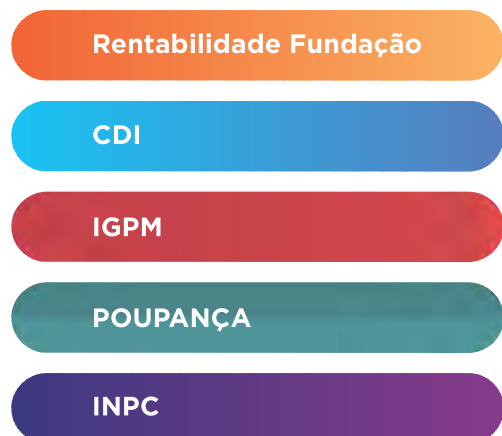 Rentabilidade Fundação
CDI
IGPM
POUPANÇA
INPC